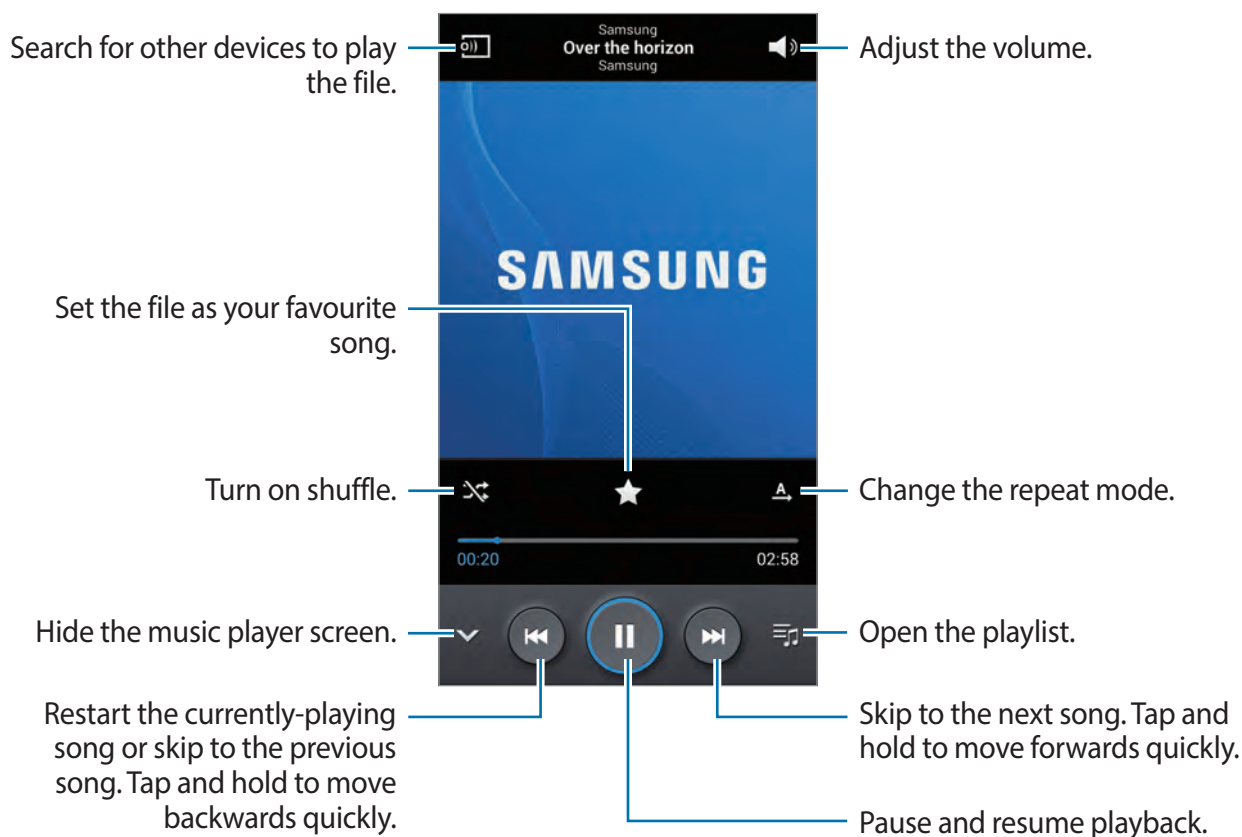 Search for other devices to play
the file.
Samsung
Over the horizon
Samsung
Adjust the volume.
SAMSUNG
Set the file as your favourite
song.
Turn on shuffle.
A
Change the repeat mode.
00:20
02:58
Hide the music player screen.
Open the playlist.
Restart the currently-playing
song or skip to the previous
song. Tap and hold to move
backwards quickly.
Skip to the next song. Tap and
hold to move forwards quickly.
Pause and resume playback.